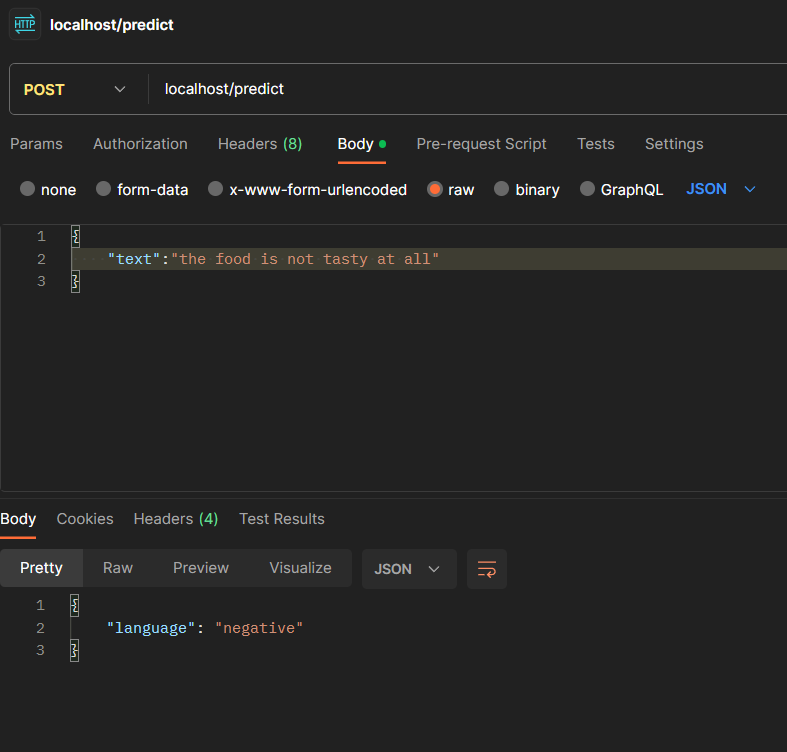 HTTP localhost/predict
POST localhost/predict
Params Authorization Headers (8) Body Pre-request Script Tests Settings
none form-data x-www-form-urlencoded raw binary GraphQL JSON
1 {
2 "text":"the food is not tasty at all"
3 }
Body Cookies Headers (4) Test Results
Pretty Raw Preview Visualize JSON
1 {
2 "language": "negative"
3 }